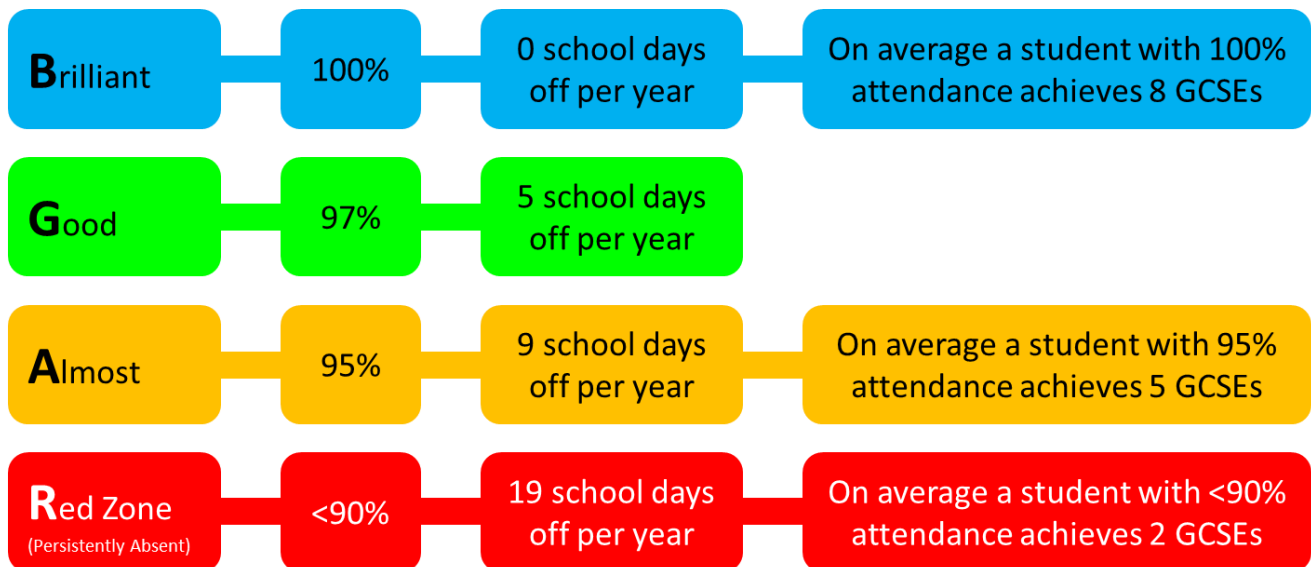 Brilliant
100%
0 school days
off per year
On average a student with 100%
attendance achieves 8 GCSEs
Good
97%
5 school days
off per year
Almost
95%
9 school days
off per year
On average a student with 95%
attendance achieves 5 GCSEs
Red Zone
(Persistently Absent)
<90%
19 school days
off per year
On average a student with <90%
attendance achieves 2 GCSEs